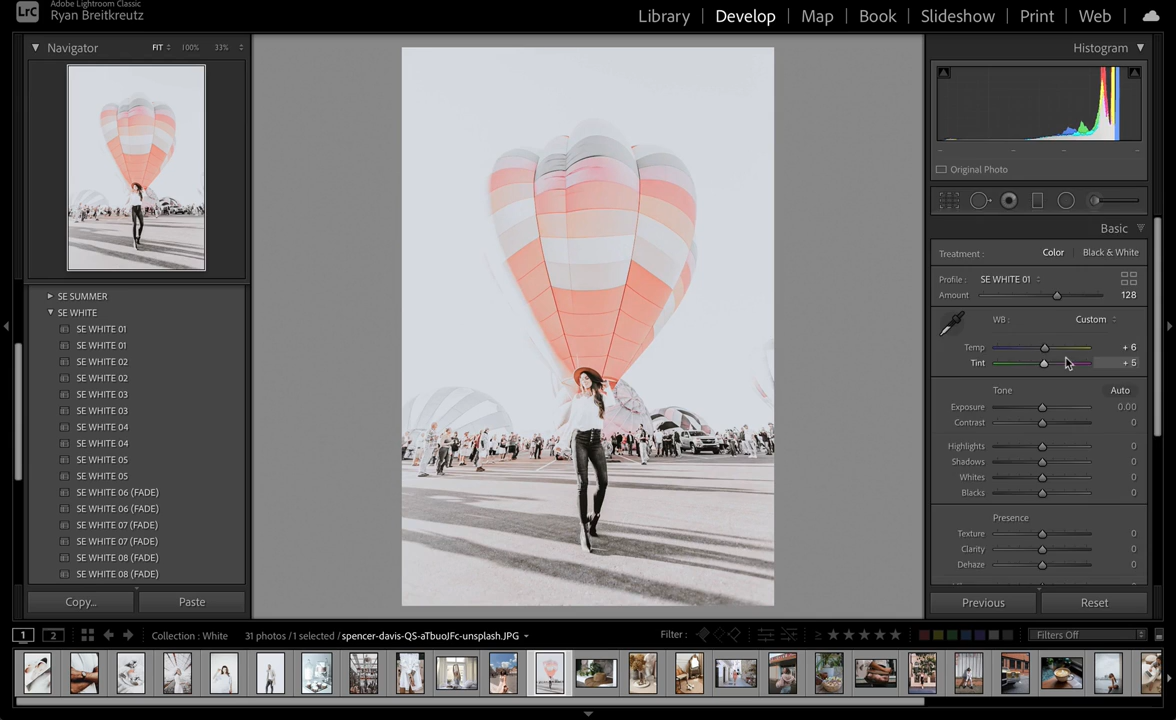 LrC
Adobe Lightroom Classic
Ryan Breitkreutz
Library | Develop | Map | Book | Slideshow | Print | Web
Navigator
FIT
100%
33%
SE SUMMER
SE WHITE
SE WHITE 01
SE WHITE 01
SE WHITE 02
SE WHITE 02
SE WHITE 03
SE WHITE 03
SE WHITE 04
SE WHITE 04
SE WHITE 05
SE WHITE 05
SE WHITE 06 (FADE)
SE WHITE 06 (FADE)
SE WHITE 07 (FADE)
SE WHITE 07 (FADE)
SE WHITE 08 (FADE)
SE WHITE 08 (FADE)
Copy...
Paste
Histogram
Original Photo
Basic
Treatment : Color | Black & White
Profile : SE WHITE 01
Amount 128
WB : Custom
Temp + 6
Tint + 5
Tone Auto
Exposure 0.00
Contrast 0
Highlights 0
Shadows 0
Whites 0
Blacks 0
Presence
Texture 0
Clarity 0
Dehaze 0
Previous
Reset
1 2 Collection : White 31 photos / 1 selected / spencer-davis-QS-aTbuoJFc-unsplash.JPG Filter : Filters Off